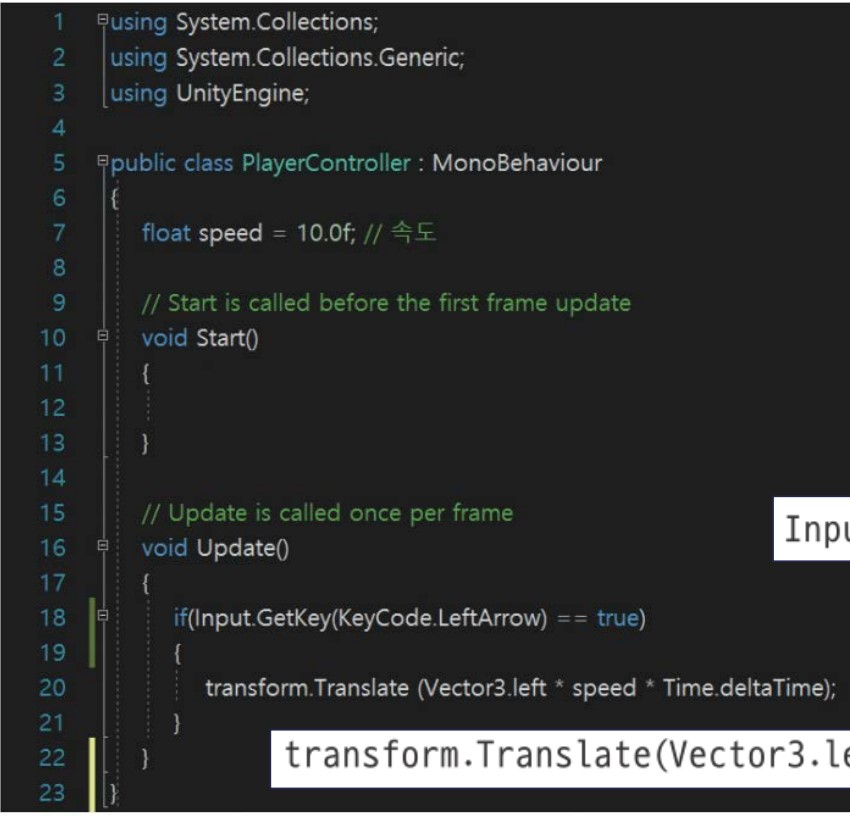 1 using System.Collections;
2 using System.Collections.Generic;
3 using UnityEngine;
4
5 public class PlayerController : MonoBehaviour
6 {
7 float speed = 10.0f; // 속도
8
9 // Start is called before the first frame update
10 void Start()
11 {
12
13 }
14
15 // Update is called once per frame
Inpu
16 void Update()
17 {
18 if(Input.GetKey(KeyCode.LeftArrow) == true)
19 {
20 transform.Translate (Vector3.left * speed * Time.deltaTime);
21 }
transform.Translate(Vector3.le
22 }
23 }